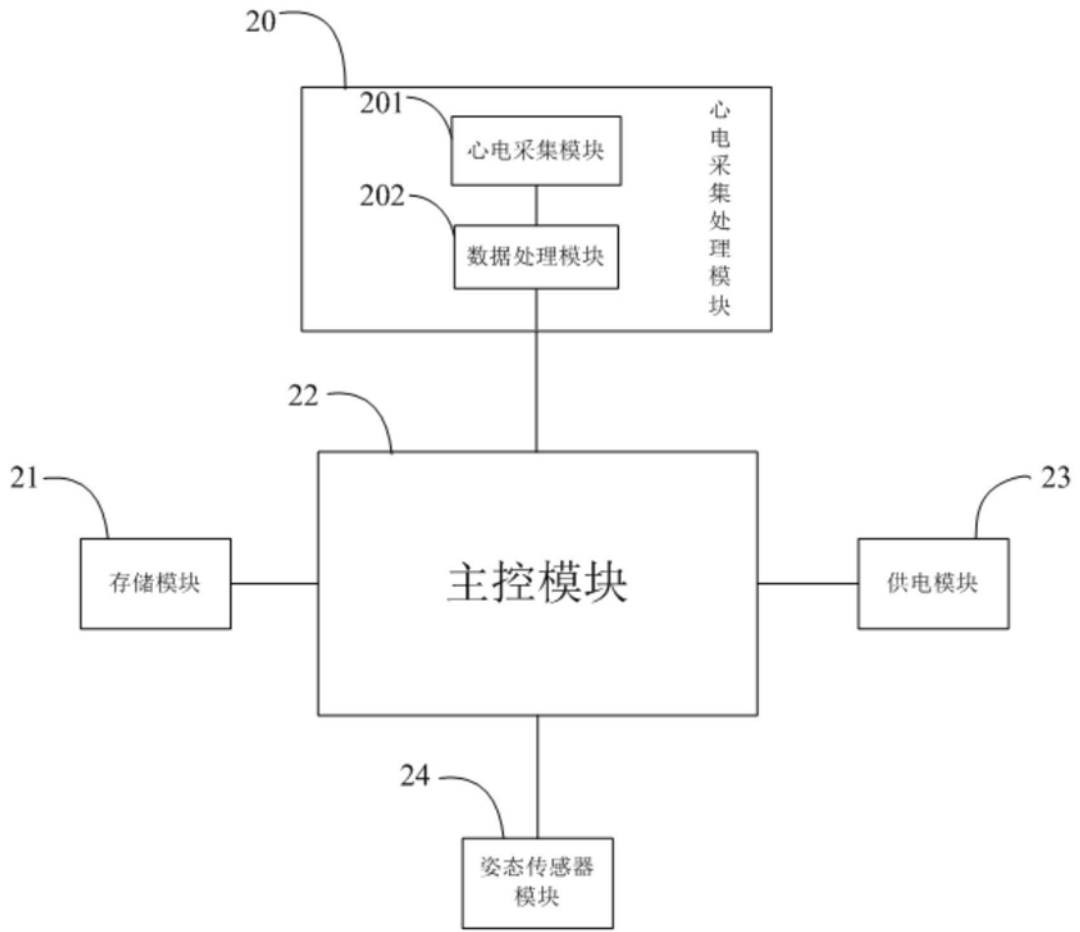 20
201
心电采集模块
心电采集处理模块
202
数据处理模块
22
21
23
存储模块
主控模块
供电模块
24
姿态传感器
模块